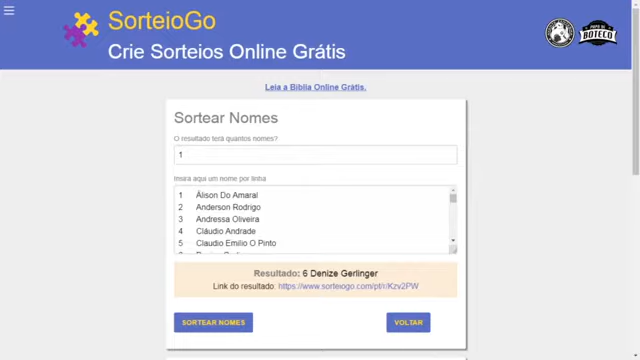 SorteioGo
Crie Sorteios Online Grátis
BOTECO
Leia a Bíblia Online Grátis.
Sortear Nomes
O resultado terá quantos nomes?
1
Insira aqui um nome por linha
1 Álison Do Amaral
2 Anderson Rodrigo
3 Andressa Oliveira
4 Cláudio Andrade
5 Claudio Emilio O Pinto
Resultado: 6 Denize Gerlinger
Link do resultado: https://www.sorteiogo.com/pt/r/Kzv2PW
SORTEAR NOMES
VOLTAR